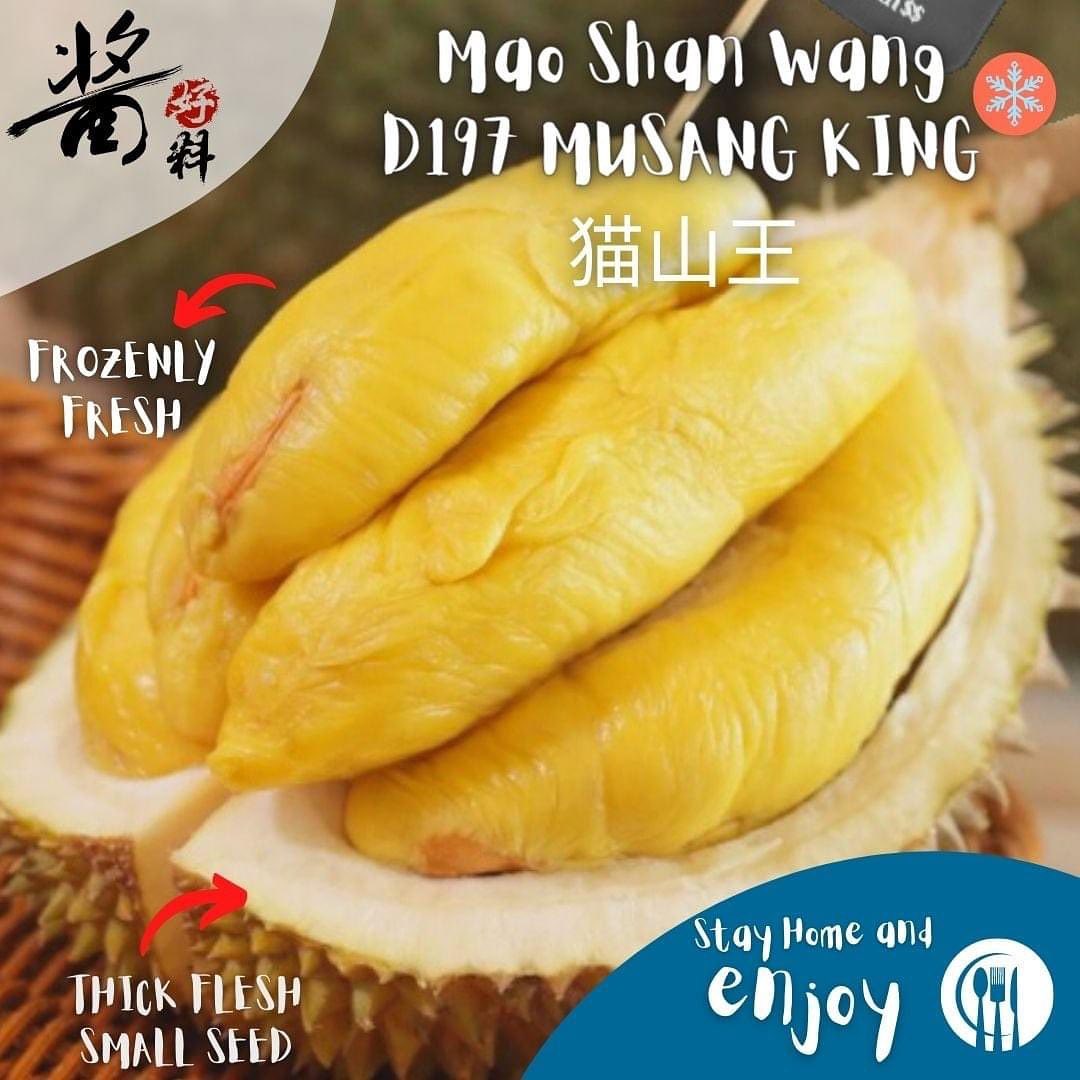 酱
好
料
Mao Shan Wang
D197 MUSANG KING
猫山王
FROZENLY
FRESH
THICK FLESH
SMALL SEED
Stay Home and
enjoy